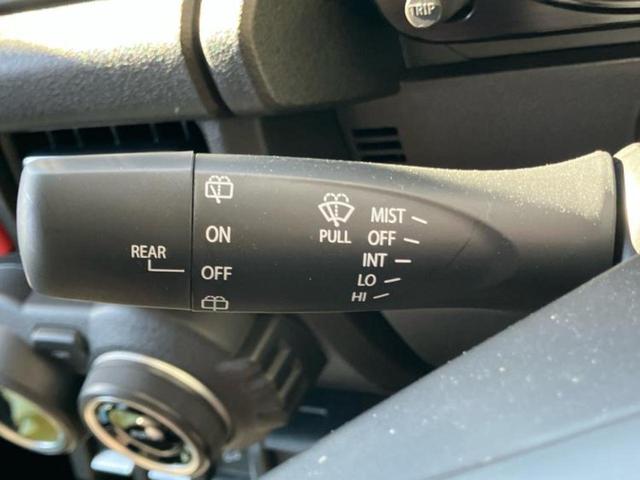 TRIP
REAR
ON
OFF
PULL
MIST
OFF
INT
LO
HI